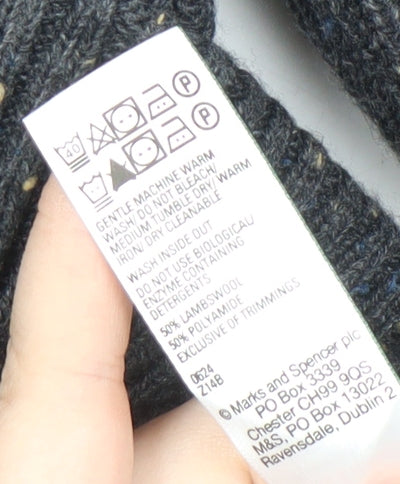 40 P
P
GENTLE MACHINE WARM
WASH/ DO NOT BLEACH/
MEDIUM TUMBLE DRY/ WARM
IRON/ DRY CLEANABLE
WASH INSIDE OUT
DO NOT USE BIOLOGICAL/
ENZYME CONTAINING
DETERGENTS
50% LAMBSWOOL
50% POLYAMIDE
EXCLUSIVE OF TRIMMINGS
0624
Z14B
© Marks and Spencer plc
PO Box 3339
Chester CH99 9QS
M&S, PO Box 13022
Ravensdale, Dublin 2